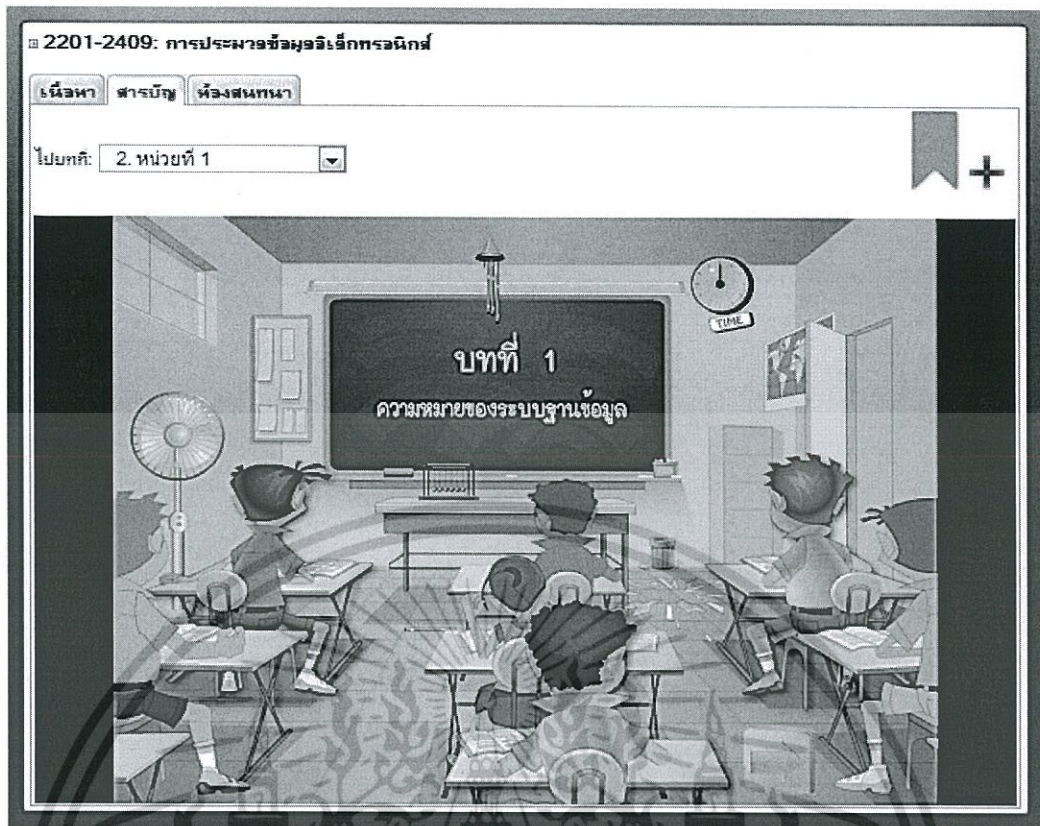 2201-2409: การประมวลข้อมูลอิเล็กทรอนิกส์
เนื้อหา สารบัญ ห้องสนทนา
ไปบทที่: 2. หน่วยที่ 1
TIME
บทที่ 1
ความหมายของระบบฐานข้อมูล